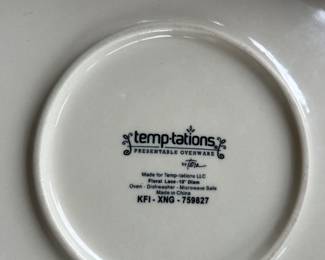 temp-tations
PRESENTABLE OVENWARE
by Tara
Made for Temp-tations LLC
Floral Lace-10" Diam
Oven - Dishwasher - Microwave Safe
Made in China
KFI - XNG - 759827